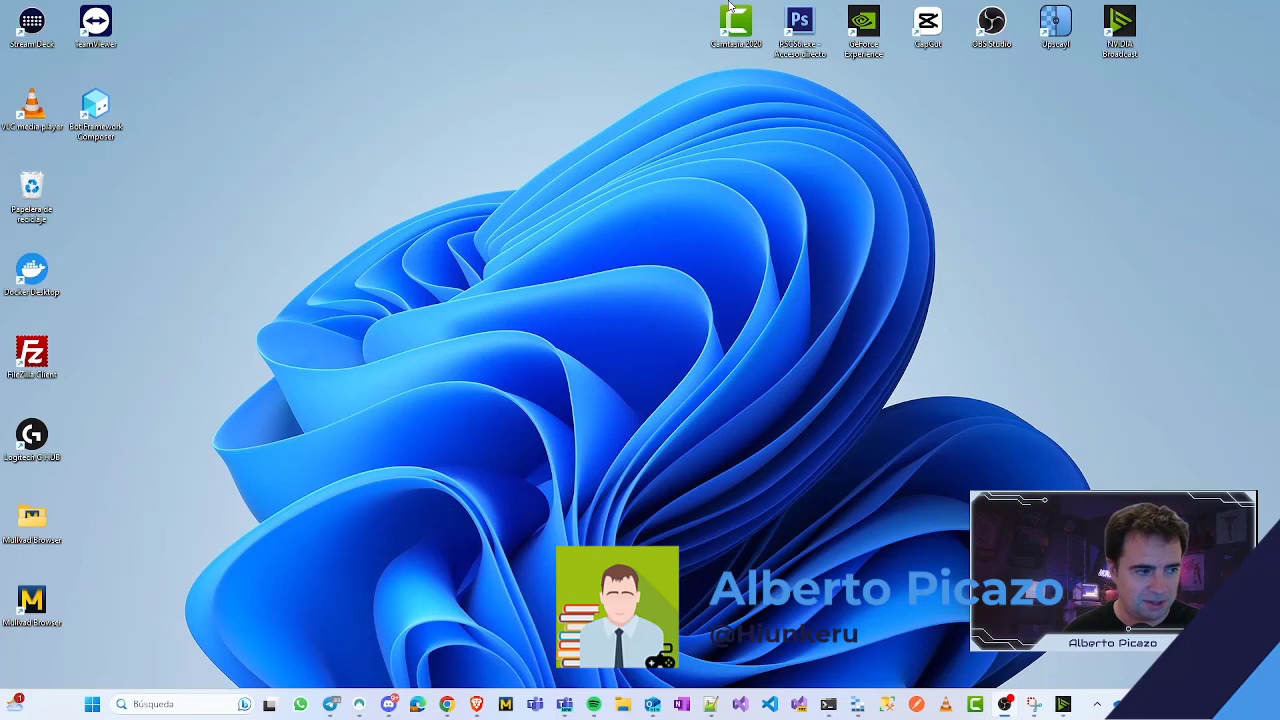 Stream Deck
TeamViewer
Camtasia 2020
Ps
GeForce
Experience
CapCut
OBS Studio
Upscayl
NVIDIA
Broadcast
Acceso directo
VLC media player
Bot Framework
Composer
Papelera de
reciclaje
Docker Desktop
Fz
FileZilla Client
Logitech G HUB
Mullvad Browser
M
Mullvad Browser
Alberto Picazo
@Hiunkeru
Alberto Picazo
1
Búsqueda